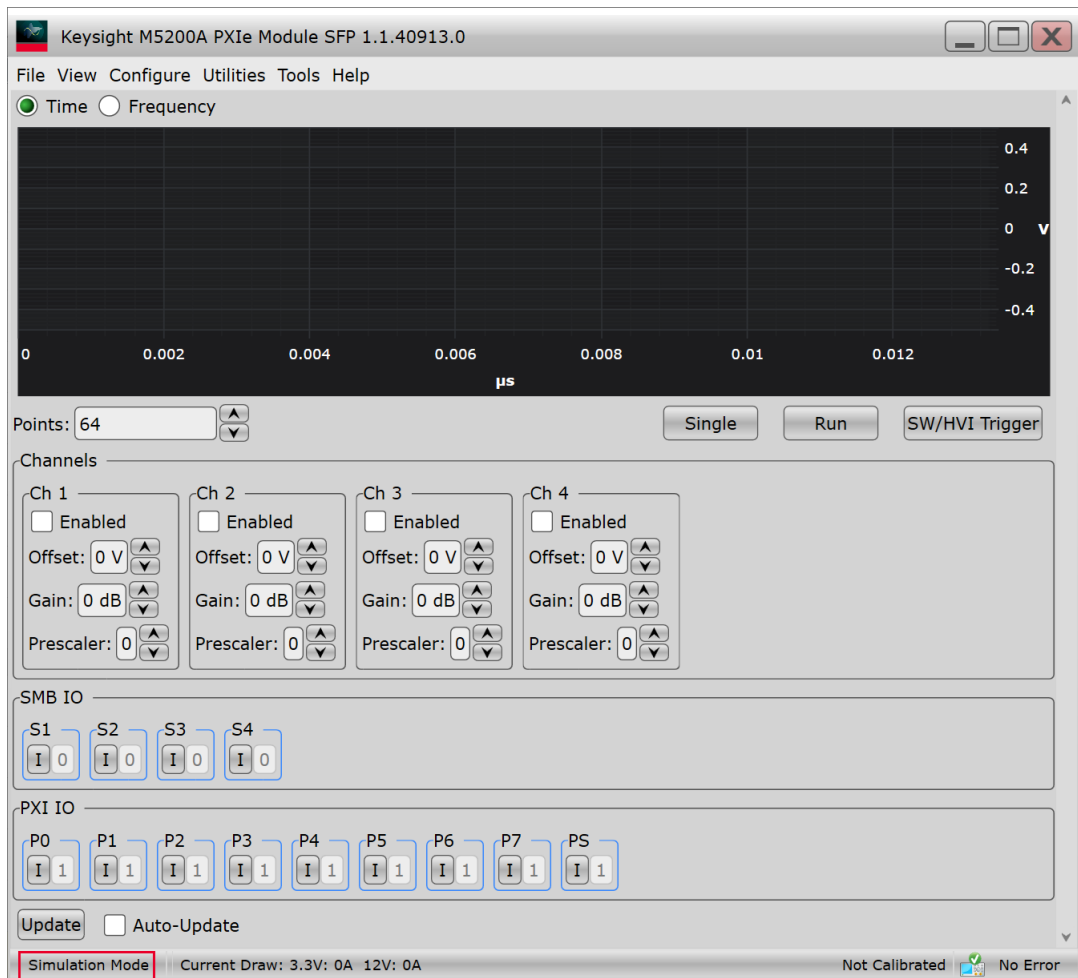 Keysight M5200A PXIe Module SFP 1.1.40913.0
File View Configure Utilities Tools Help
Time Frequency
0.4
0.2
0 V
-0.2
-0.4
0 0.002 0.004 0.006 0.008 0.01 0.012
µs
Points: 64 Single Run SW/HVI Trigger
Channels
Ch 1 Ch 2 Ch 3 Ch 4
Enabled Enabled Enabled Enabled
Offset: 0 V Offset: 0 V Offset: 0 V Offset: 0 V
Gain: 0 dB Gain: 0 dB Gain: 0 dB Gain: 0 dB
Prescaler: 0 Prescaler: 0 Prescaler: 0 Prescaler: 0
SMB IO
S1 S2 S3 S4
I 0 I 0 I 0 I 0
PXI IO
P0 P1 P2 P3 P4 P5 P6 P7 PS
I 1 I 1 I 1 I 1 I 1 I 1 I 1 I 1 I 1
Update Auto-Update
Simulation Mode Current Draw: 3.3V: 0A 12V: 0A Not Calibrated No Error